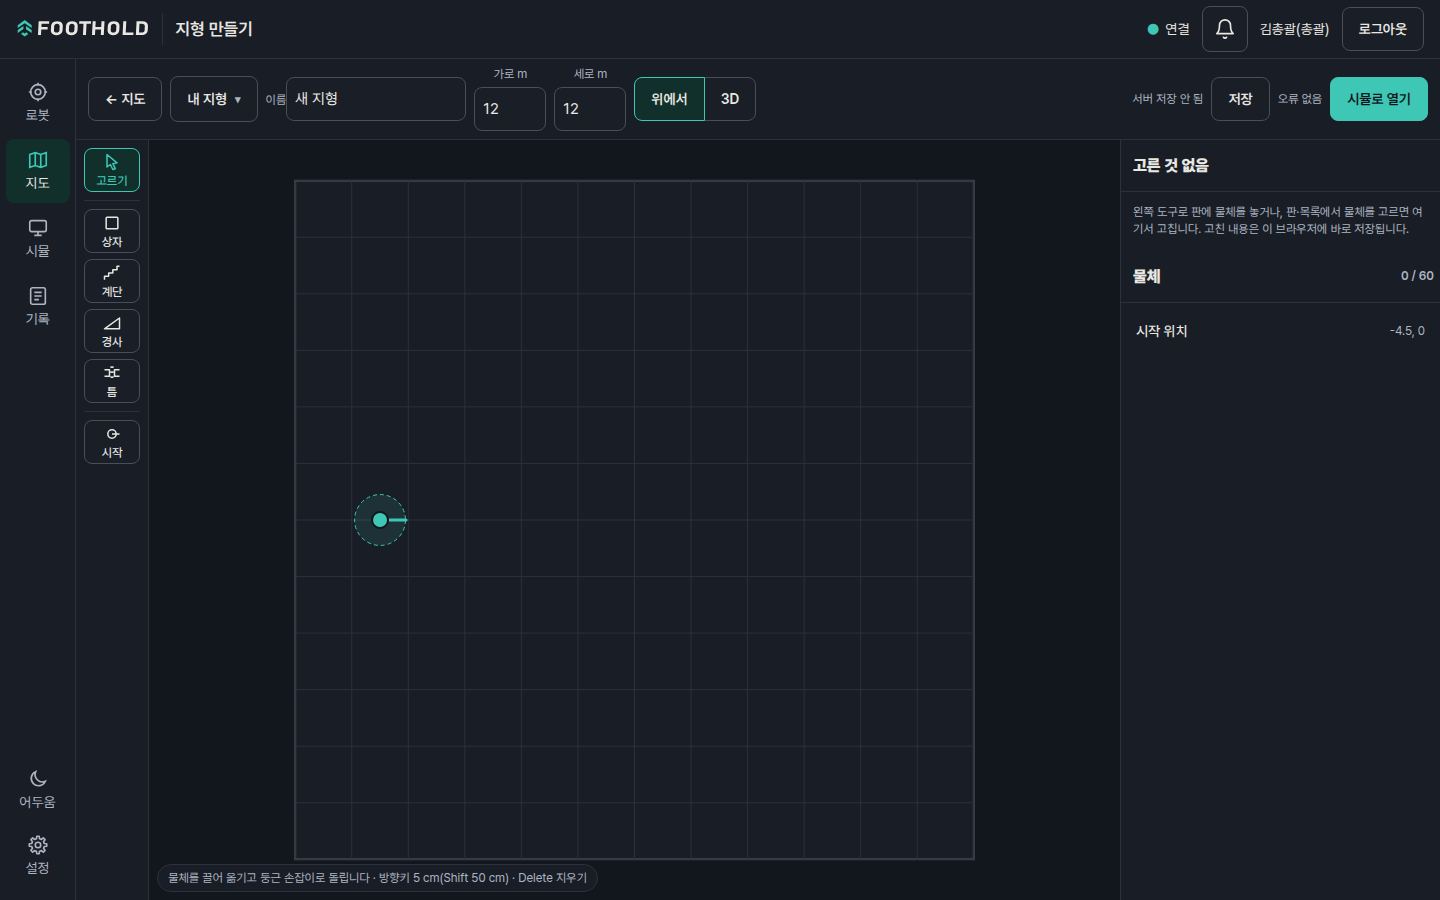 FOOTHOLD
지형 만들기
연결
김총괄(총괄)
로그아웃
로봇
지도
시뮬
기록
어두움
설정
← 지도
내 지형 ▾
이름
새 지형
가로 m
12
세로 m
12
위에서
3D
서버 저장 안 됨
저장
오류 없음
시뮬로 열기
고르기
상자
계단
경사
틈
시작
물체를 끌어 옮기고 둥근 손잡이로 돌립니다 · 방향키 5 cm(Shift 50 cm) · Delete 지우기
고른 것 없음
왼쪽 도구로 판에 물체를 놓거나, 판·목록에서 물체를 고르면 여
기서 고칩니다. 고친 내용은 이 브라우저에 바로 저장됩니다.
물체
0 / 60
시작 위치
-4.5, 0